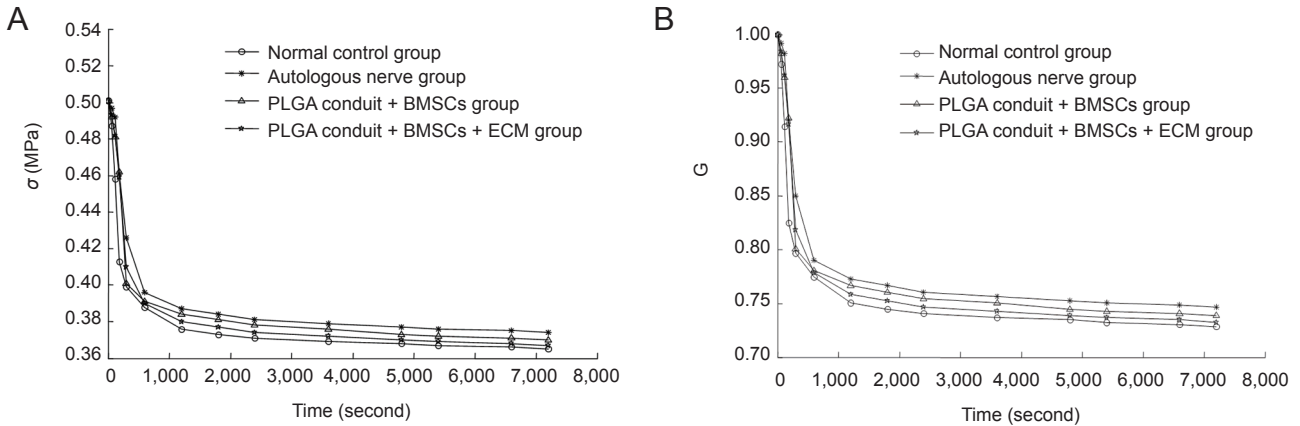 A
σ (MPa)
0.54
0.52
0.50
0.48
0.46
0.44
0.42
0.40
0.38
0.36
Normal control group
Autologous nerve group
PLGA conduit + BMSCs group
PLGA conduit + BMSCs + ECM group
0 1,000 2,000 3,000 4,000 5,000 6,000 7,000 8,000
Time (second)
B
G
1.00
0.95
0.90
0.85
0.80
0.75
0.70
Normal control group
Autologous nerve group
PLGA conduit + BMSCs group
PLGA conduit + BMSCs + ECM group
0 1,000 2,000 3,000 4,000 5,000 6,000 7,000 8,000
Time (second)